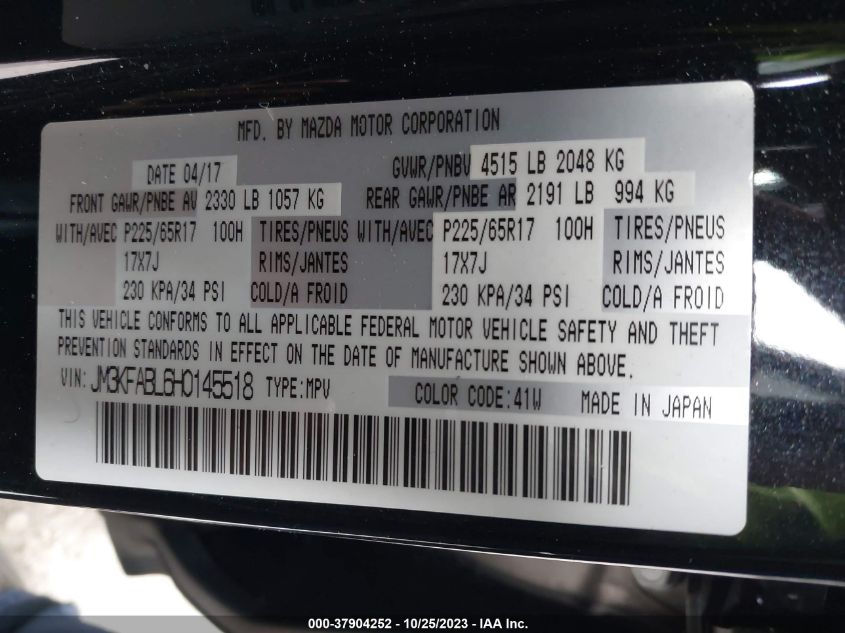 MFD. BY MAZDA MOTOR CORPORATION
DATE 04/17 GVWR/PNBV 4515 LB 2048 KG
FRONT GAWR/PNBE AV 2330 LB 1057 KG REAR GAWR/PNBE AR 2191 LB 994 KG
WITH/AVEC P225/65R17 100H TIRES/PNEUS WITH/AVEC P225/65R17 100H TIRES/PNEUS
17X7J RIMS/JANTES 17X7J RIMS/JANTES
230 KPA/34 PSI COLD/A FROID 230 KPA/34 PSI COLD/A FROID
THIS VEHICLE CONFORMS TO ALL APPLICABLE FEDERAL MOTOR VEHICLE SAFETY AND THEFT
PREVENTION STANDARDS IN EFFECT ON THE DATE OF MANUFACTURE SHOWN ABOVE.
VIN: JM3KFABL6H0145518 TYPE:MPV COLOR CODE:41W MADE IN JAPAN
000-37904252 - 10/25/2023 - IAA Inc.